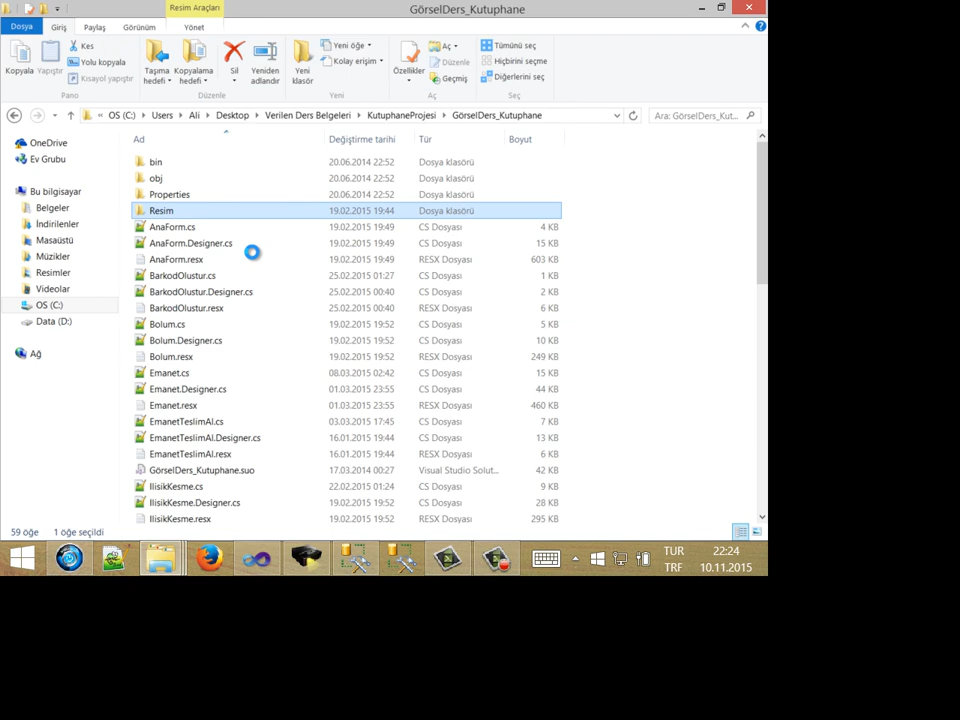 Resim Araçları
GörselDers_Kutuphane
Dosya Giriş Paylaş Görünüm Yönet
Kopyala
Yapıştır
Kes
Yolu kopyala
Kısayol yapıştır
Pano
Taşıma hedefi
Kopyalama hedefi
Sil
Yeniden adlandır
Düzenle
Yeni klasör
Yeni öğe
Kolay erişim
Yeni
Özellikler
Aç
Düzenle
Geçmiş
Aç
Tümünü seç
Hiçbirini seçme
Diğerlerini seç
Seç
« OS (C:) Users Ali Desktop Verilen Ders Belgeleri KutuphaneProjesi GörselDers_Kutuphane
Ara: GörselDers_Kut...
OneDrive
Ev Grubu
Bu bilgisayar
Belgeler
İndirilenler
Masaüstü
Müzikler
Resimler
Videolar
OS (C:)
Data (D:)
Ağ
Ad Değiştirme tarihi Tür Boyut
bin 20.06.2014 22:52 Dosya klasörü
obj 20.06.2014 22:52 Dosya klasörü
Properties 20.06.2014 22:52 Dosya klasörü
Resim 19.02.2015 19:44 Dosya klasörü
AnaForm.cs 19.02.2015 19:49 CS Dosyası 4 KB
AnaForm.Designer.cs 19.02.2015 19:49 CS Dosyası 15 KB
AnaForm.resx 19.02.2015 19:49 RESX Dosyası 603 KB
BarkodOlustur.cs 25.02.2015 01:27 CS Dosyası 1 KB
BarkodOlustur.Designer.cs 25.02.2015 00:40 CS Dosyası 2 KB
BarkodOlustur.resx 25.02.2015 00:40 RESX Dosyası 6 KB
Bolum.cs 19.02.2015 19:52 CS Dosyası 5 KB
Bolum.Designer.cs 19.02.2015 19:52 CS Dosyası 10 KB
Bolum.resx 19.02.2015 19:52 RESX Dosyası 249 KB
Emanet.cs 08.03.2015 02:42 CS Dosyası 15 KB
Emanet.Designer.cs 01.03.2015 23:55 CS Dosyası 44 KB
Emanet.resx 01.03.2015 23:55 RESX Dosyası 460 KB
EmanetTeslimAl.cs 03.03.2015 17:45 CS Dosyası 7 KB
EmanetTeslimAl.Designer.cs 16.01.2015 19:44 CS Dosyası 13 KB
EmanetTeslimAl.resx 16.01.2015 19:44 RESX Dosyası 6 KB
GörselDers_Kutuphane.suo 17.03.2014 00:27 Visual Studio Solut... 42 KB
IlisikKesme.cs 22.02.2015 01:24 CS Dosyası 9 KB
IlisikKesme.Designer.cs 19.02.2015 19:52 CS Dosyası 28 KB
IlisikKesme.resx 19.02.2015 19:52 RESX Dosyası 295 KB
59 öğe 1 öğe seçildi
TUR 22:24
TRF 10.11.2015